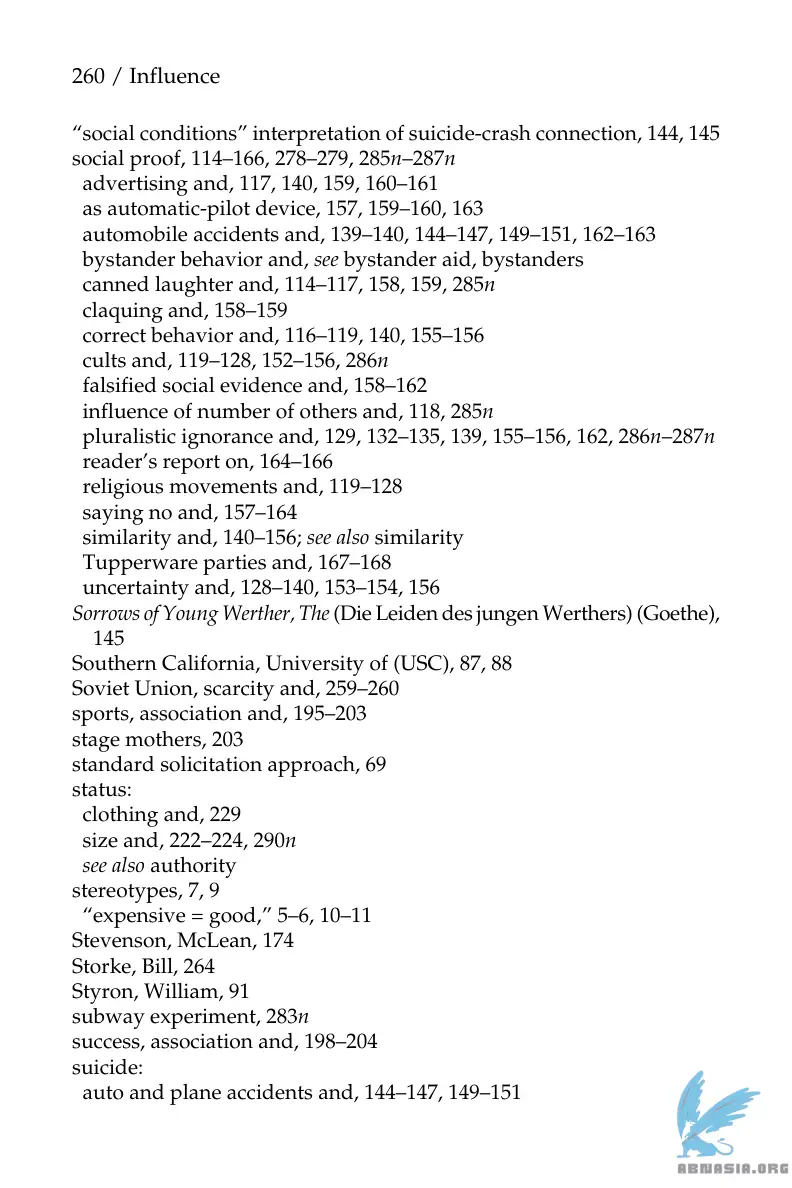 260 / Influence
“social conditions” interpretation of suicide-crash connection, 144, 145
social proof, 114–166, 278–279, 285n–287n
advertising and, 117, 140, 159, 160–161
as automatic-pilot device, 157, 159–160, 163
automobile accidents and, 139–140, 144–147, 149–151, 162–163
bystander behavior and, see bystander aid, bystanders
canned laughter and, 114–117, 158, 159, 285n
claquing and, 158–159
correct behavior and, 116–119, 140, 155–156
cults and, 119–128, 152–156, 286n
falsified social evidence and, 158–162
influence of number of others and, 118, 285n
pluralistic ignorance and, 129, 132–135, 139, 155–156, 162, 286n–287n
reader’s report on, 164–166
religious movements and, 119–128
saying no and, 157–164
similarity and, 140–156; see also similarity
Tupperware parties and, 167–168
uncertainty and, 128–140, 153–154, 156
Sorrows of Young Werther, The (Die Leiden des jungen Werthers) (Goethe),
145
Southern California, University of (USC), 87, 88
Soviet Union, scarcity and, 259–260
sports, association and, 195–203
stage mothers, 203
standard solicitation approach, 69
status:
clothing and, 229
size and, 222–224, 290n
see also authority
stereotypes, 7, 9
“expensive = good,” 5–6, 10–11
Stevenson, McLean, 174
Storke, Bill, 264
Styron, William, 91
subway experiment, 283n
success, association and, 198–204
suicide:
auto and plane accidents and, 144–147, 149–151
ABNASIA.ORG